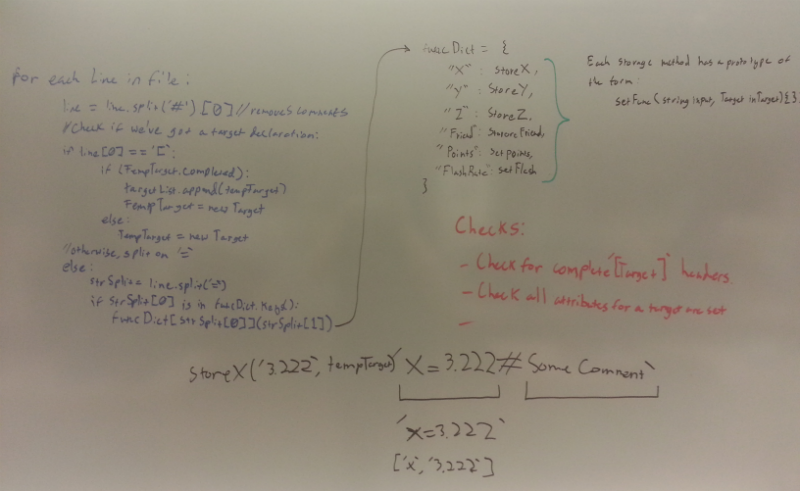 For each line in file:
line = line.split('#')[0] //removes comments
//Check if we've got a target declaration:
if line[0] == '[':
if (tempTarget.completed):
targetList.append(tempTarget)
tempTarget = new Target
else:
TempTarget = new Target
//otherwise, split on '='
else:
strSplit = line.split('=')
if strSplit[0] is in funcDict.keys():
funcDict[strSplit[0]](strSplit[1])
funcDict = {
"X" : storeX,
"Y" : StoreY,
"Z" : StoreZ,
"Friend": StoreFriend,
"Points": setpoints,
"FlashRate": setFlash
}
Each storage method has a prototype of
the form:
setFunc(string input, Target inTarget){}
Checks:
- Check for complete '[Target]' headers.
- Check all attributes for a target are set
-
storeX('3.222', tempTarget)
'X=3.222# Some Comment'
'X=3.222'
['x','3.222']